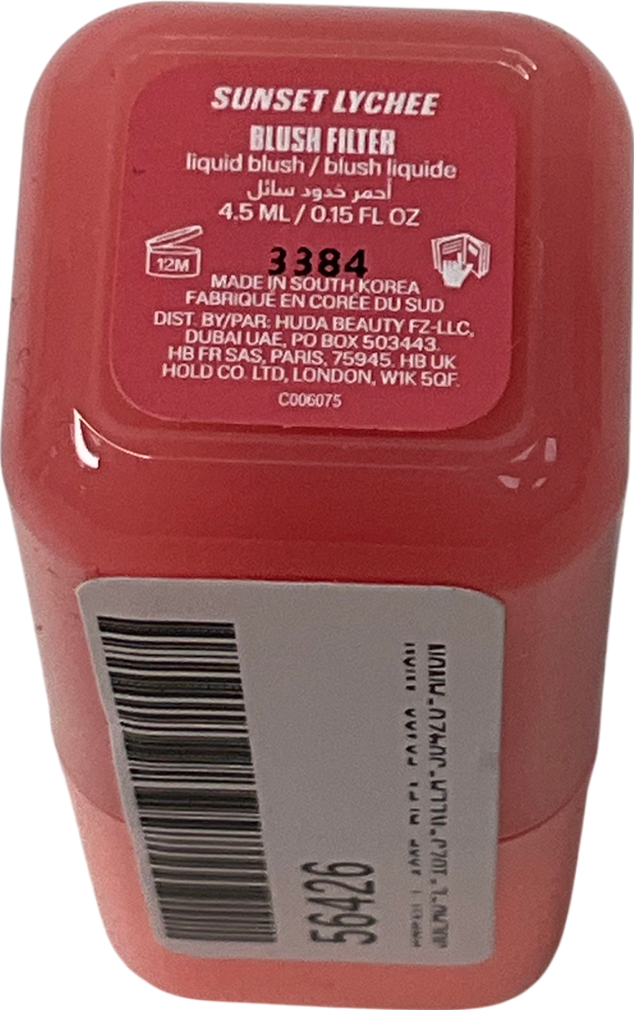 SUNSET LYCHEE
BLUSH FILTER
liquid blush / blush liquide
أحمر خدود سائل
4.5 ML / 0.15 FL OZ
12M
3384
MADE IN SOUTH KOREA
FABRIQUÉ EN CORÉE DU SUD
DIST. BY/PAR: HUDA BEAUTY FZ-LLC,
DUBAI UAE, PO BOX 503443.
HB FR SAS, PARIS, 75945. HB UK
HOLD CO. LTD, LONDON, W1K 5QF.
C006075
56426